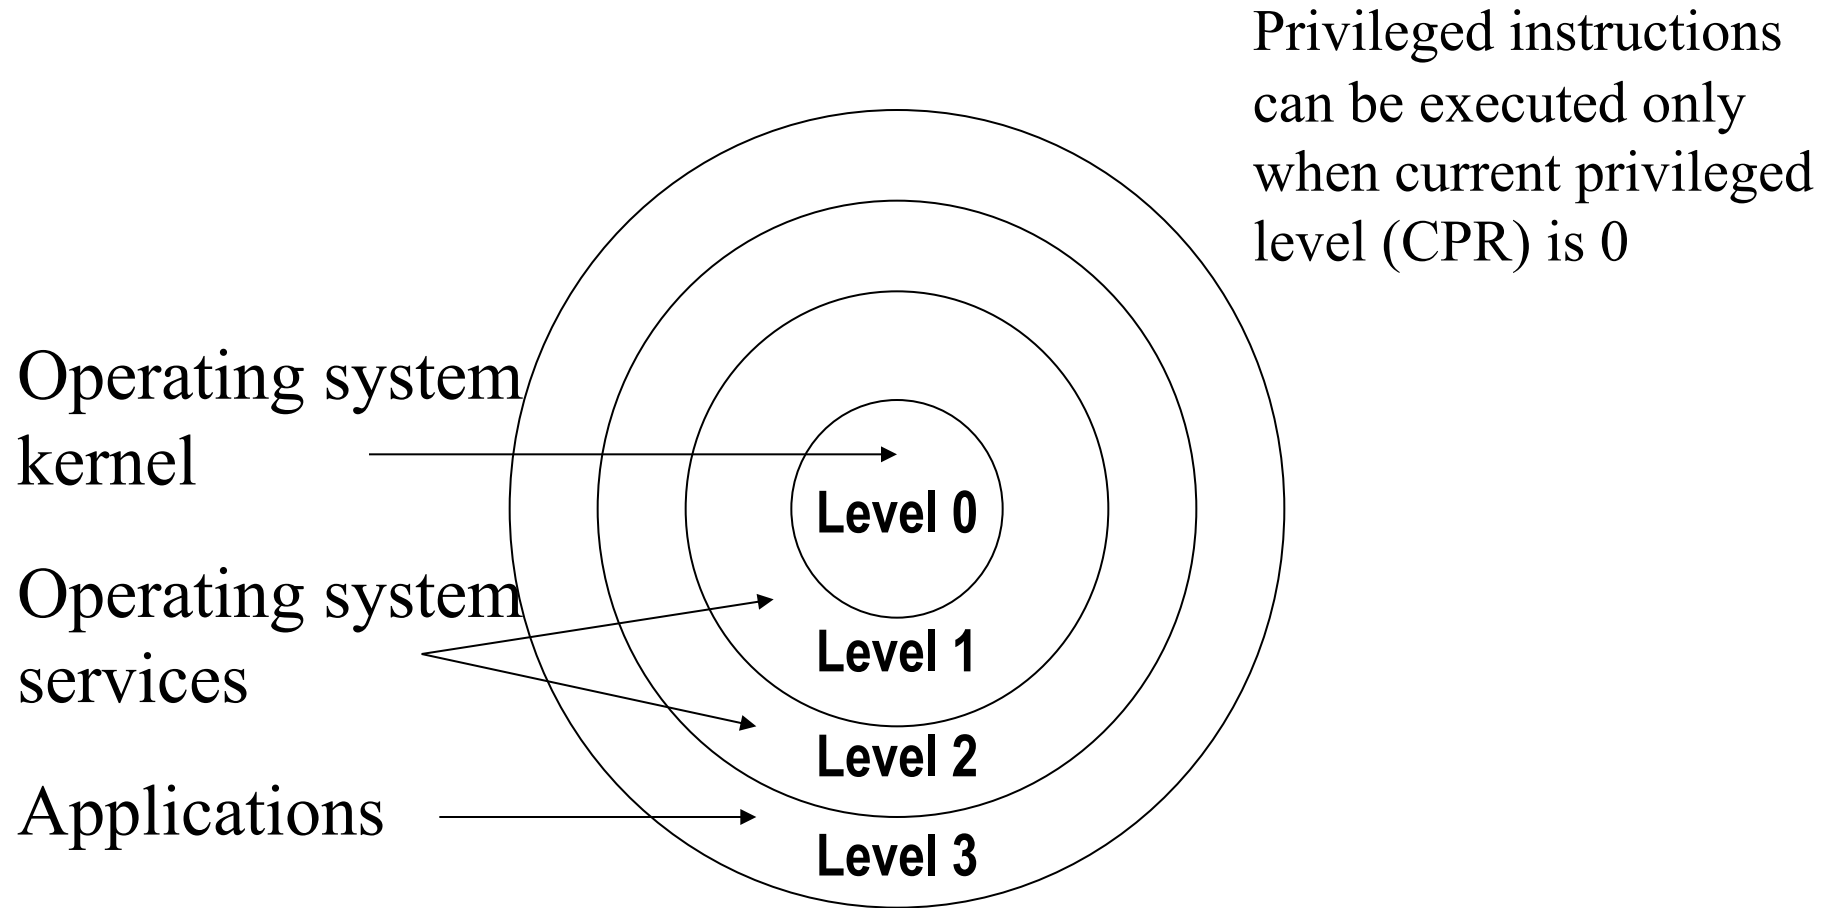 Privileged instructions
can be executed only
when current privileged
level (CPR) is 0
Operating system
kernel
Level 0
Operating system
services
Level 1
Level 2
Applications
Level 3